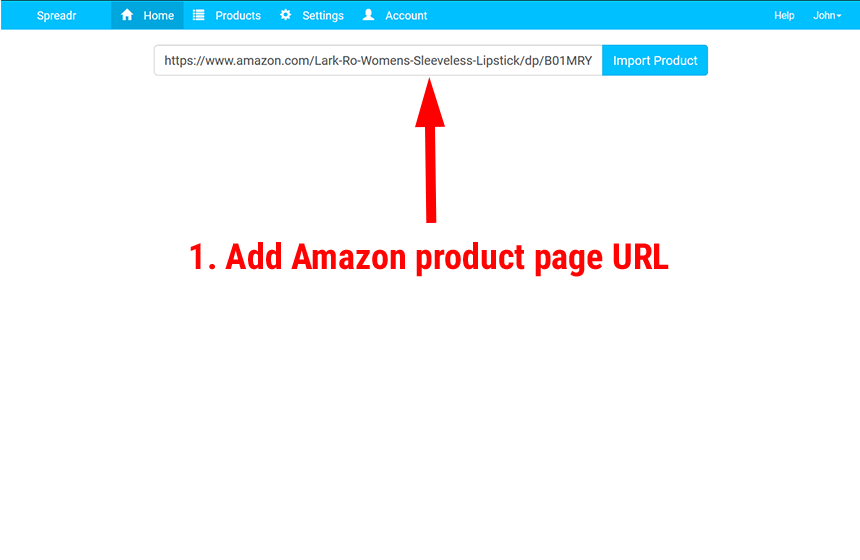 Spreadr Home Products Settings Account Help John
https://www.amazon.com/Lark-Ro-Womens-Sleeveless-Lipstick/dp/B01MRY Import Product
1. Add Amazon product page URL